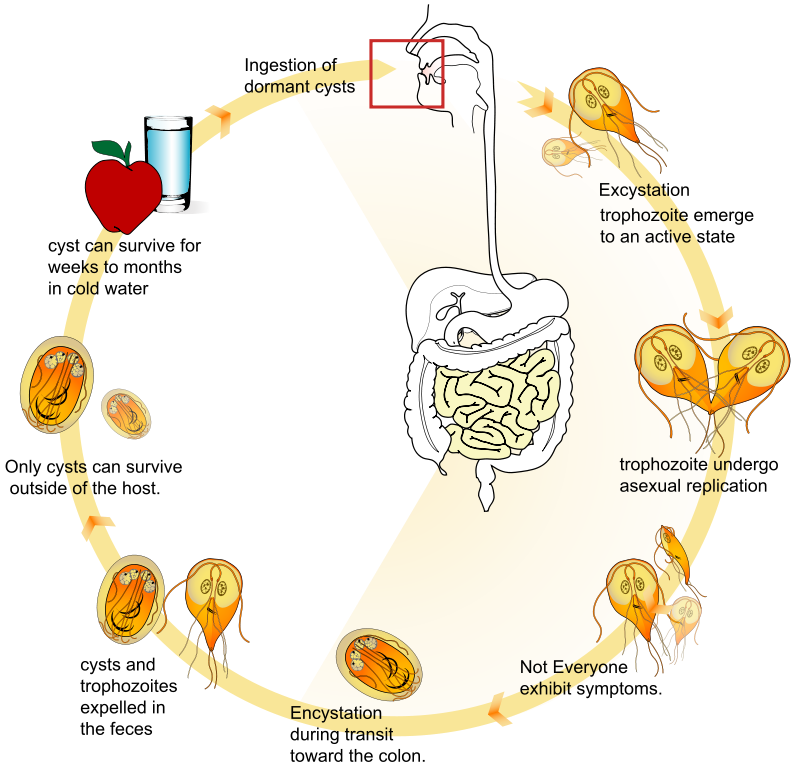 Ingestion of
dormant cysts
Excystation
trophozoite emerge
to an active state
trophozoite undergo
asexual replication
Not Everyone
exhibit symptoms.
Encystation
during transit
toward the colon.
cysts and
trophozoites
expelled in
the feces
Only cysts can survive
outside of the host.
cyst can survive for
weeks to months
in cold water